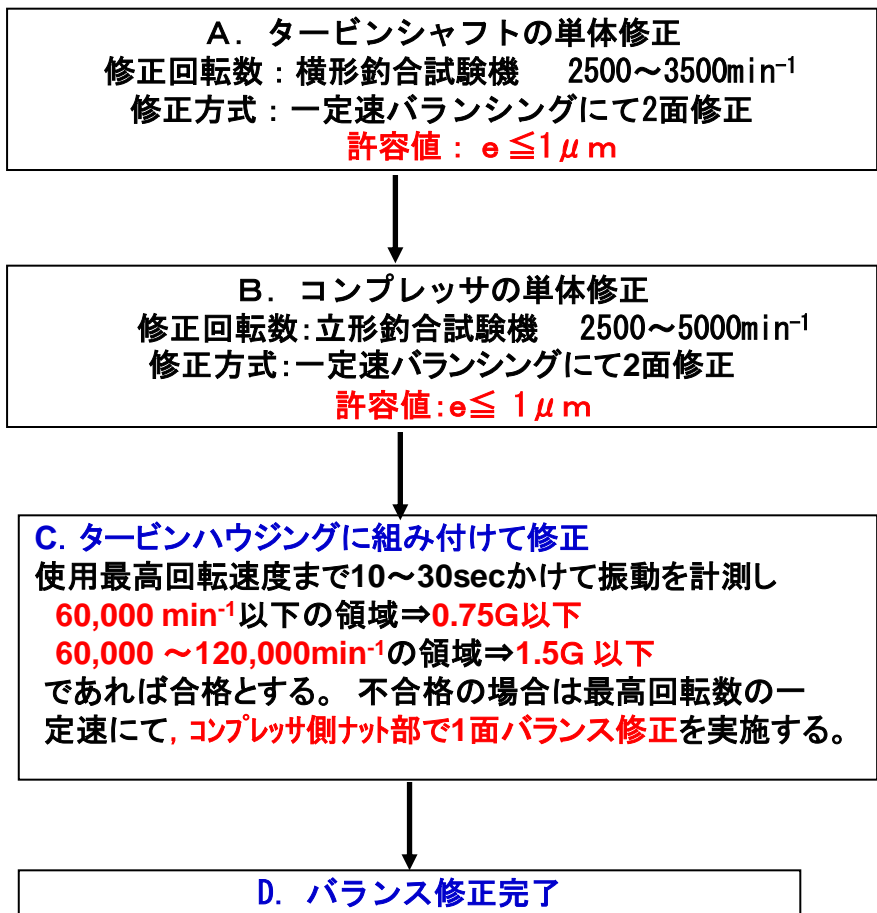 A. タービンシャフトの単体修正
修正回転数：横形釣合試験機　2500～3500min⁻¹
修正方式：一定速バランシングにて2面修正
許容値： e≦1μm
B. コンプレッサの単体修正
修正回転数：立形釣合試験機　2500～5000min⁻¹
修正方式：一定速バランシングにて2面修正
許容値：e≦ 1μm
C. タービンハウジングに組み付けて修正
使用最高回転速度まで10～30secかけて振動を計測し
60,000 min⁻¹以下の領域⇒0.75G以下
60,000 ～120,000min⁻¹の領域⇒1.5G 以下
であれば合格とする。 不合格の場合は最高回転数の一
定速にて，コンプレッサ側ナット部で1面バランス修正を実施する。
D. バランス修正完了